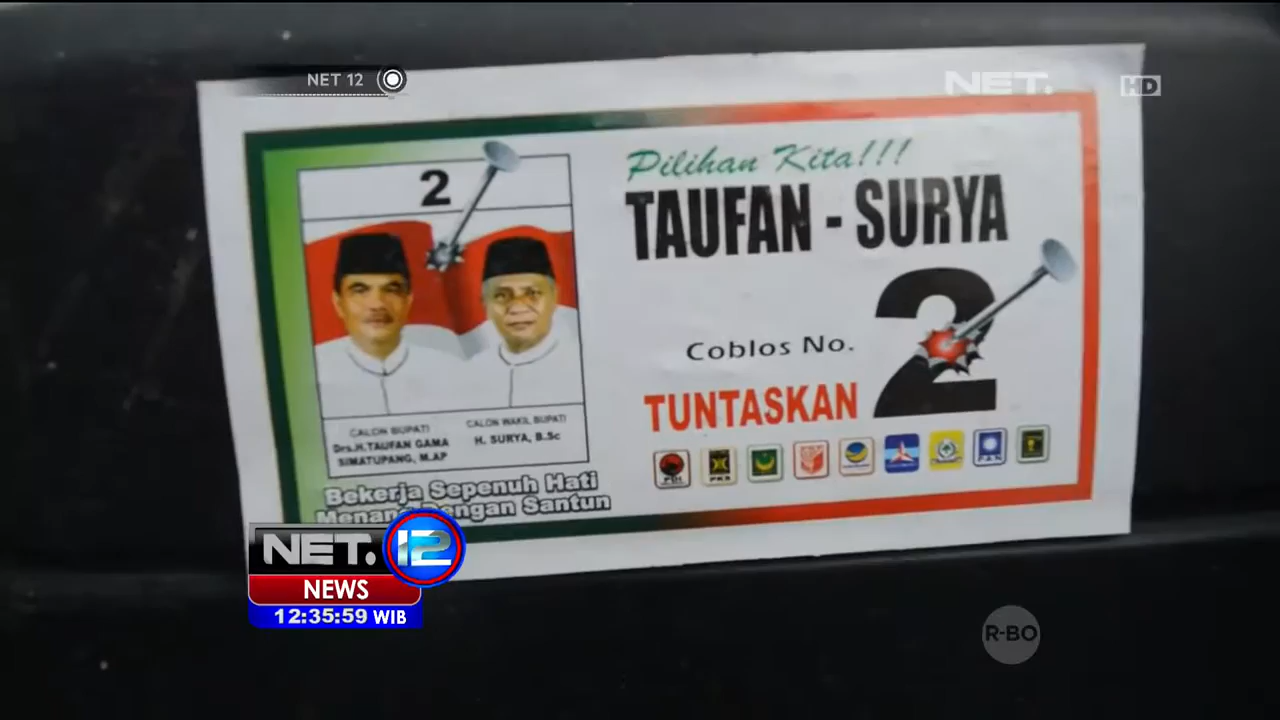 NET 12
NET.
HD
2
CALON BUPATI
Drs.H.TAUFAN GAMA
SIMATUPANG, M.AP
CALON WAKIL BUPATI
H. SURYA, B.Sc
Bekerja Sepenuh Hati
Menang Dengan Santun
Pilihan Kita!!!
TAUFAN - SURYA
Coblos No.
2
TUNTASKAN
PDI
PKS
PAN
NET. 12
NEWS
12:35:59 WIB
R-BO